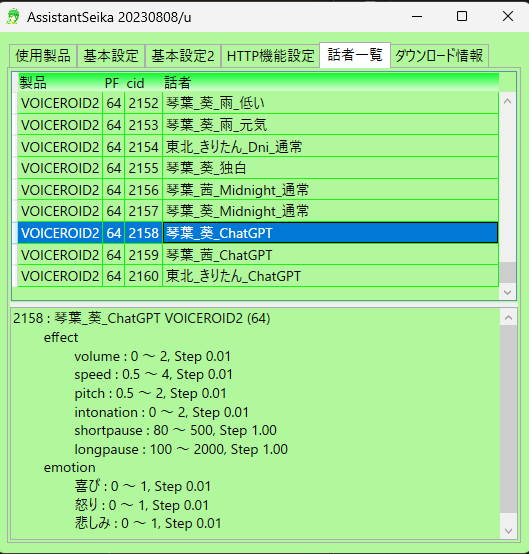 AssistantSeika 20230808/u
使用製品 基本設定 基本設定2 HTTP機能設定 話者一覧 ダウンロード情報
製品 PF cid 話者
VOICEROID2 64 2152 琴葉_葵_雨_低い
VOICEROID2 64 2153 琴葉_葵_雨_元気
VOICEROID2 64 2154 東北_きりたん_Dni_通常
VOICEROID2 64 2155 琴葉_葵_独白
VOICEROID2 64 2156 琴葉_茜_Midnight_通常
VOICEROID2 64 2157 琴葉_葵_Midnight_通常
VOICEROID2 64 2158 琴葉_葵_ChatGPT
VOICEROID2 64 2159 琴葉_茜_ChatGPT
VOICEROID2 64 2160 東北_きりたん_ChatGPT
2158 : 琴葉_葵_ChatGPT VOICEROID2 (64)
effect
volume : 0 ～ 2, Step 0.01
speed : 0.5 ～ 4, Step 0.01
pitch : 0.5 ～ 2, Step 0.01
intonation : 0 ～ 2, Step 0.01
shortpause : 80 ～ 500, Step 1.00
longpause : 100 ～ 2000, Step 1.00
emotion
喜び : 0 ～ 1, Step 0.01
怒り : 0 ～ 1, Step 0.01
悲しみ : 0 ～ 1, Step 0.01